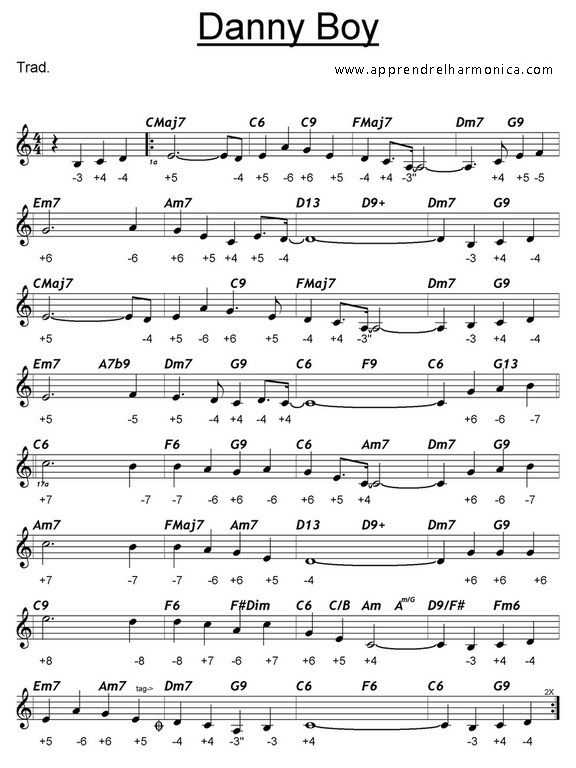 Danny Boy
Trad.
www.apprendrelharmonica.com
CMaj7 C6 C9 FMaj7 Dm7 G9
4
4
1a
-3 +4 -4 +5 -4 +5 -6 +6 +5 -4 +4 -3" +4 +5 -5
Em7 Am7 D13 D9+ Dm7 G9
+6 -6 +6 +5 +4 +5 -4 -3 +4 -4
CMaj7 G9 FMaj7 Dm7 G9
+5 -4 +5 -6 +6 +5 -4 +4 -3" -3 +4 -4
Em7 A7b9 Dm7 G9 C6 F9 C6 G13
+5 -5 +5 -4 +4 -4 +4 +6 -6 -7
C6 F6 G9 C6 Am7 Dm7 G9
+7 -7 -7 -6 +6 -6 +6 +5 +4 +6 -6 -7
Am7 FMaj7 Am7 D13 D9+ Dm7 G9
+7 -7 -7 -6 +6 +5 -4 +6 +6 +6
C9 F6 F#Dim C6 C/B Am Am/G D9/F# Fm6
+8 -8 -8 +7 -6 +7 +6 +5 +4 -3 +4 -4
Em7 Am7 tag-> Dm7 G9 C6 F6 C6 G9 2X
+5 -6 +6 +5 -4 +4 -3" -3 +4 -3 +4 -4